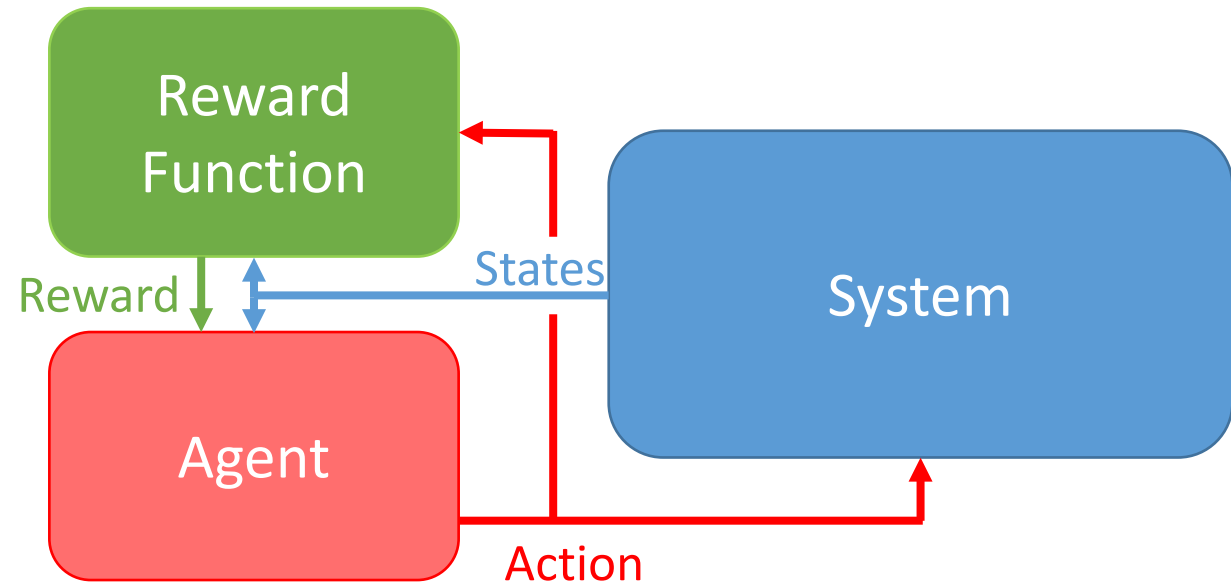 Reward
Function
States
Reward
System
Agent
Action